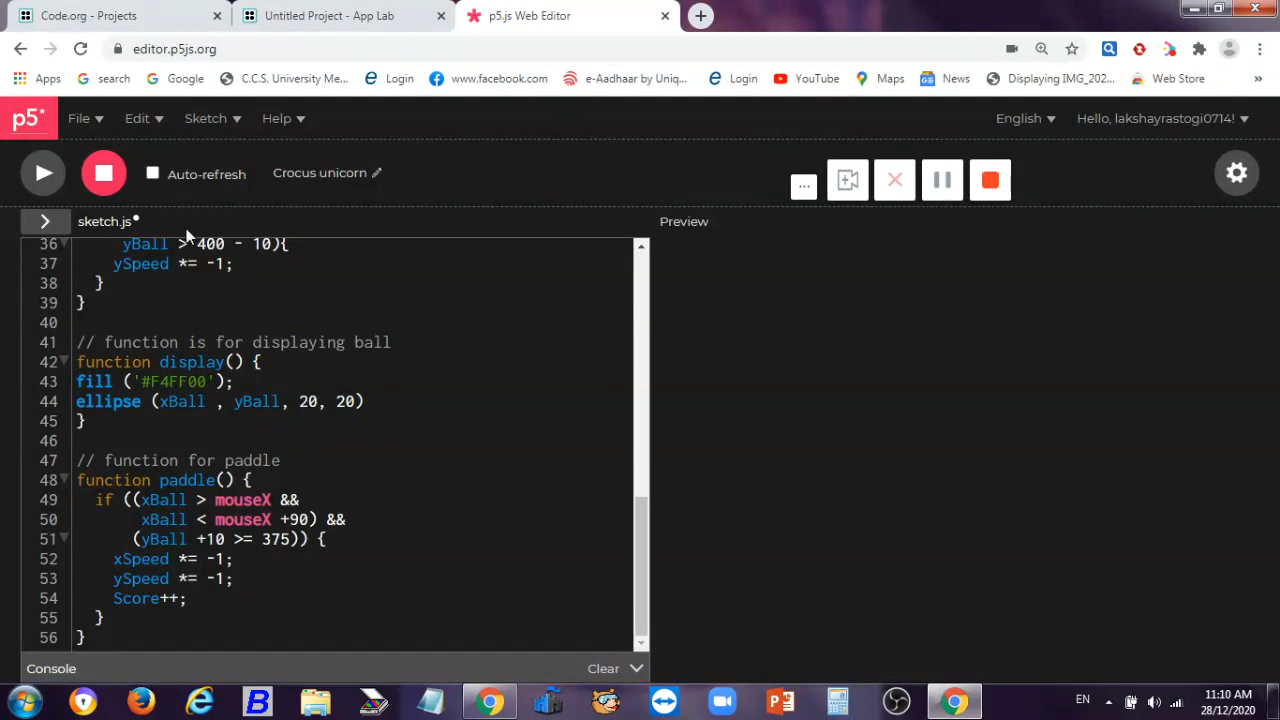 Code.org - Projects
Untitled Project - App Lab
p5.js Web Editor
editor.p5js.org
Apps
search
Google
C.C.S. University Me...
Login
www.facebook.com
e-Aadhaar by Uniq...
Login
YouTube
Maps
News
Displaying IMG_202...
Web Store
p5*
File
Edit
Sketch
Help
English
Hello, lakshayrastogi0714!
Auto-refresh
Crocus unicorn
sketch.js
Preview
36 yBall > 400 - 10){
37 ySpeed *= -1;
38 }
39 }
40
41 // function is for displaying ball
42 function display() {
43 fill ('#F4FF00');
44 ellipse (xBall , yBall, 20, 20)
45 }
46
47 // function for paddle
48 function paddle() {
49 if ((xBall > mouseX &&
50 xBall < mouseX +90) &&
51 (yBall +10 >= 375)) {
52 xSpeed *= -1;
53 ySpeed *= -1;
54 Score++;
55 }
56 }
Console
Clear
EN
11:10 AM
28/12/2020